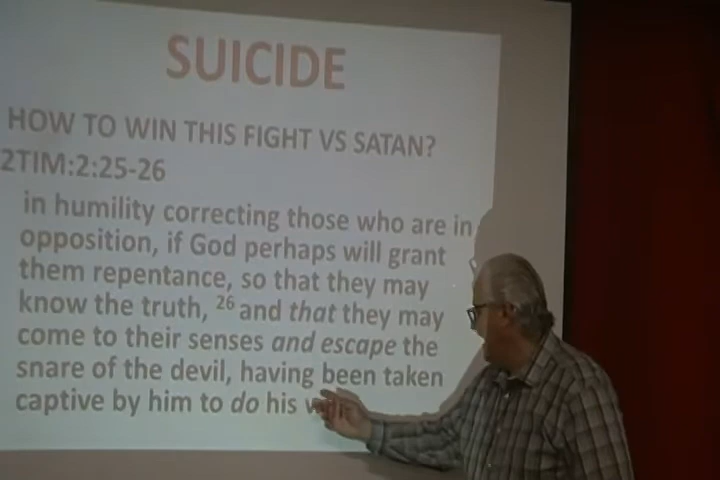 SUICIDE
HOW TO WIN THIS FIGHT VS SATAN?
2TIM:2:25-26
in humility correcting those who are in
opposition, if God perhaps will grant
them repentance, so that they may
know the truth, 26 and that they may
come to their senses and escape the
snare of the devil, having been taken
captive by him to do his